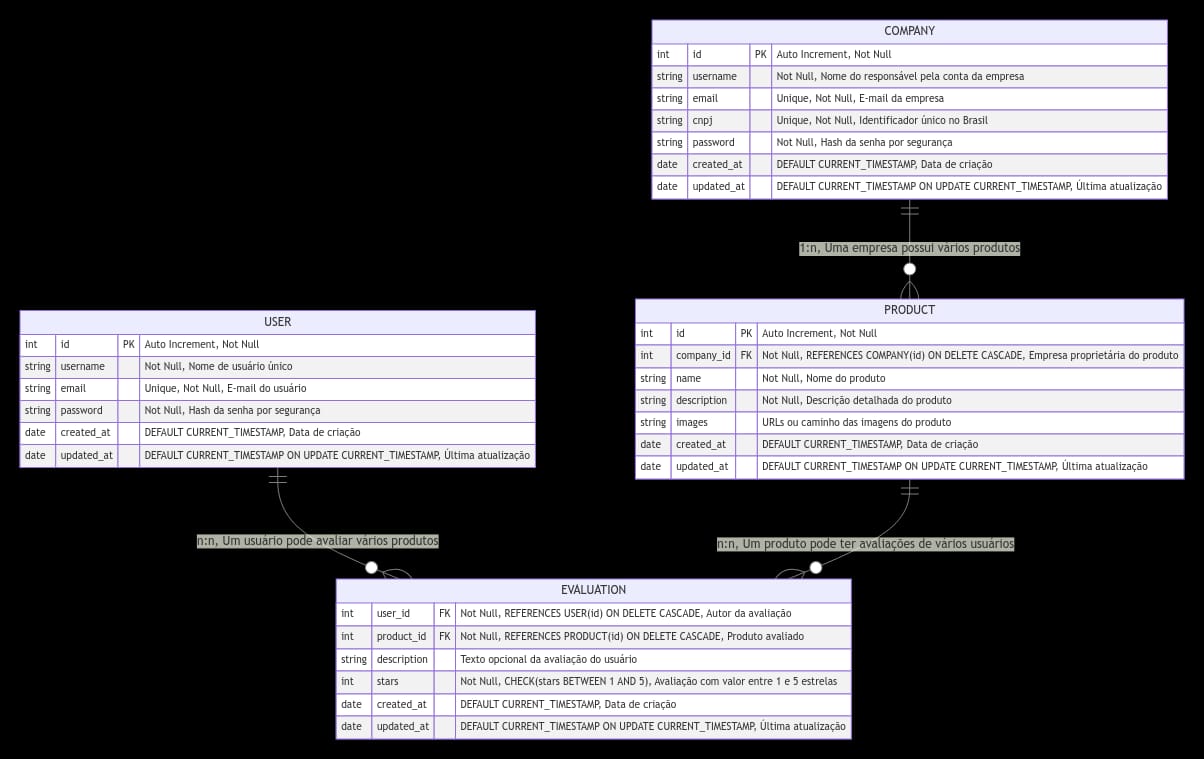 COMPANY
int id PK Auto Increment, Not Null
string username Not Null, Nome do responsável pela conta da empresa
string email Unique, Not Null, E-mail da empresa
string cnpj Unique, Not Null, Identificador único no Brasil
string password Not Null, Hash da senha por segurança
date created_at DEFAULT CURRENT_TIMESTAMP, Data de criação
date updated_at DEFAULT CURRENT_TIMESTAMP ON UPDATE CURRENT_TIMESTAMP, Última atualização
1:n, Uma empresa possui vários produtos
USER
int id PK Auto Increment, Not Null
string username Not Null, Nome de usuário único
string email Unique, Not Null, E-mail do usuário
string password Not Null, Hash da senha por segurança
date created_at DEFAULT CURRENT_TIMESTAMP, Data de criação
date updated_at DEFAULT CURRENT_TIMESTAMP ON UPDATE CURRENT_TIMESTAMP, Última atualização
PRODUCT
int id PK Auto Increment, Not Null
int company_id FK Not Null, REFERENCES COMPANY(id) ON DELETE CASCADE, Empresa proprietária do produto
string name Not Null, Nome do produto
string description Not Null, Descrição detalhada do produto
string images URLs ou caminho das imagens do produto
date created_at DEFAULT CURRENT_TIMESTAMP, Data de criação
date updated_at DEFAULT CURRENT_TIMESTAMP ON UPDATE CURRENT_TIMESTAMP, Última atualização
n:n, Um usuário pode avaliar vários produtos
n:n, Um produto pode ter avaliações de vários usuários
EVALUATION
int user_id FK Not Null, REFERENCES USER(id) ON DELETE CASCADE, Autor da avaliação
int product_id FK Not Null, REFERENCES PRODUCT(id) ON DELETE CASCADE, Produto avaliado
string description Texto opcional da avaliação do usuário
int stars Not Null, CHECK(stars BETWEEN 1 AND 5), Avaliação com valor entre 1 e 5 estrelas
date created_at DEFAULT CURRENT_TIMESTAMP, Data de criação
date updated_at DEFAULT CURRENT_TIMESTAMP ON UPDATE CURRENT_TIMESTAMP, Última atualização